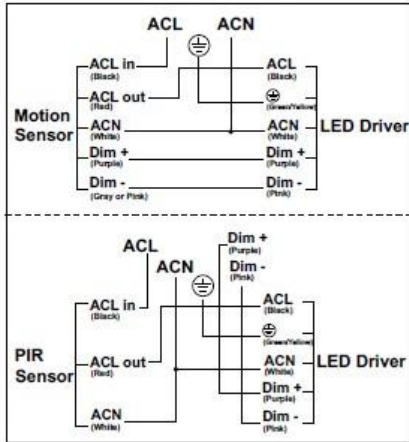 ACL ACN
ACL in
(Black)
ACL
(Black)
ACL out
(Red)
(Green/Yellow)
Motion
Sensor
ACN
(White)
ACN
(White)
LED Driver
Dim +
(Purple)
Dim +
(Purple)
Dim -
(Gray or Pink)
Dim -
(Pink)
Dim +
(Purple)
ACL
ACN
Dim -
(Pink)
ACL in
(Black)
ACL
(Black)
(Green/Yellow)
PIR
Sensor
ACL out
(Red)
ACN
(White)
LED Driver
Dim +
(Purple)
ACN
(White)
Dim -
(Pink)